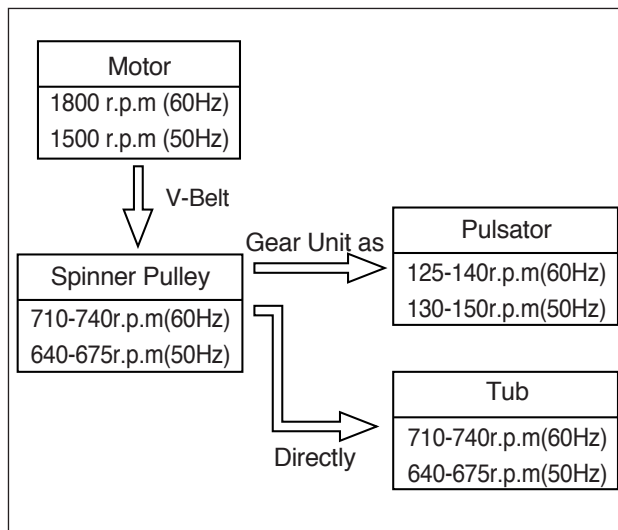 Motor
1800 r.p.m (60Hz)
1500 r.p.m (50Hz)
V-Belt
Spinner Pulley
710-740r.p.m(60Hz)
640-675r.p.m(50Hz)
Gear Unit as
Pulsator
125-140r.p.m(60Hz)
130-150r.p.m(50Hz)
Directly
Tub
710-740r.p.m(60Hz)
640-675r.p.m(50Hz)